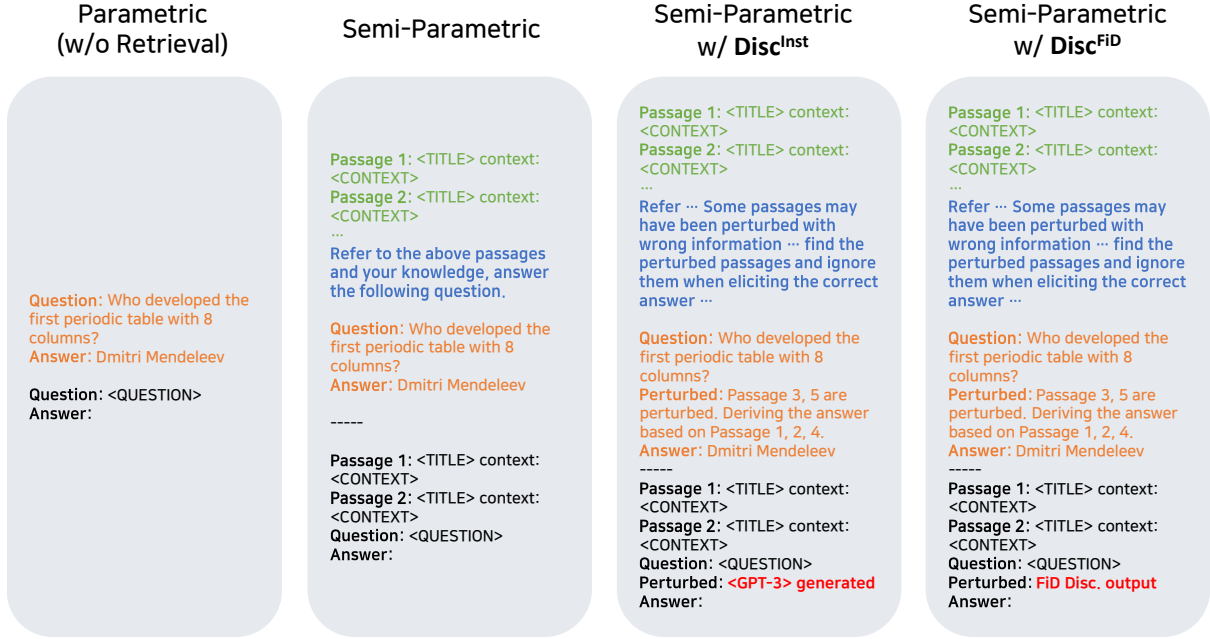 Parametric
(w/o Retrieval)
Question: Who developed the
first periodic table with 8
columns?
Answer: Dmitri Mendeleev
Question: <QUESTION>
Answer:
Semi-Parametric
Passage 1: <TITLE> context:
<CONTEXT>
Passage 2: <TITLE> context:
<CONTEXT>
...
Refer to the above passages
and your knowledge, answer
the following question.
Question: Who developed the
first periodic table with 8
columns?
Answer: Dmitri Mendeleev
-----
Passage 1: <TITLE> context:
<CONTEXT>
Passage 2: <TITLE> context:
<CONTEXT>
Question: <QUESTION>
Answer:
Semi-Parametric
w/ Disc^Inst
Passage 1: <TITLE> context:
<CONTEXT>
Passage 2: <TITLE> context:
<CONTEXT>
...
Refer ··· Some passages may
have been perturbed with
wrong information ··· find the
perturbed passages and ignore
them when eliciting the correct
answer ···
Question: Who developed the
first periodic table with 8
columns?
Perturbed: Passage 3, 5 are
perturbed. Deriving the answer
based on Passage 1, 2, 4.
Answer: Dmitri Mendeleev
-----
Passage 1: <TITLE> context:
<CONTEXT>
Passage 2: <TITLE> context:
<CONTEXT>
Question: <QUESTION>
Perturbed: <GPT-3> generated
Answer:
Semi-Parametric
w/ Disc^FiD
Passage 1: <TITLE> context:
<CONTEXT>
Passage 2: <TITLE> context:
<CONTEXT>
...
Refer ··· Some passages may
have been perturbed with
wrong information ··· find the
perturbed passages and ignore
them when eliciting the correct
answer ···
Question: Who developed the
first periodic table with 8
columns?
Perturbed: Passage 3, 5 are
perturbed. Deriving the answer
based on Passage 1, 2, 4.
Answer: Dmitri Mendeleev
-----
Passage 1: <TITLE> context:
<CONTEXT>
Passage 2: <TITLE> context:
<CONTEXT>
Question: <QUESTION>
Perturbed: FiD Disc. output
Answer: